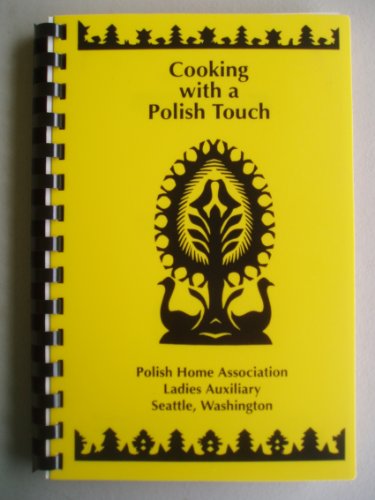 Cooking
with a
Polish Touch
Polish Home Association
Ladies Auxiliary
Seattle, Washington